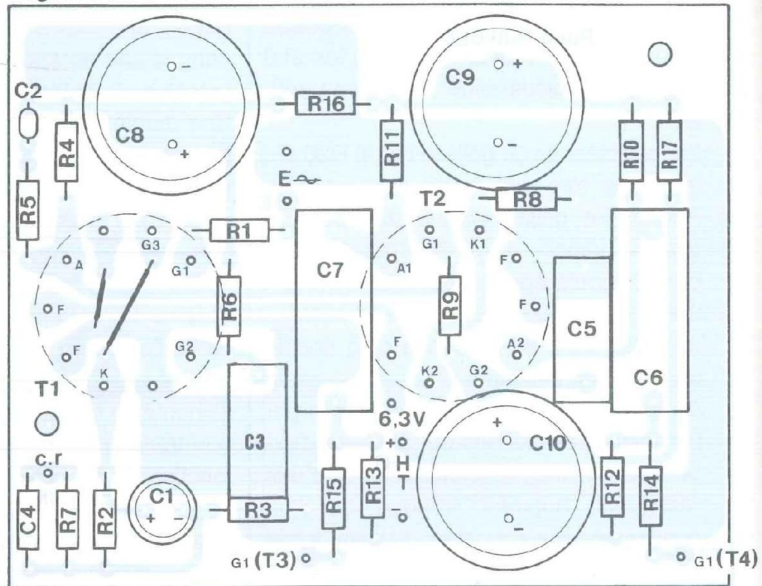 C2
C8
-
+
R16
C9
+
-
R4
R11
R10
R17
R5
E
R8
T2
R1
G3
G1
A
F
F
K
G2
R6
C7
G1
K1
A1
F
F
A2
F
K2
G2
R9
C5
C6
T1
C3
6,3V
+
H
T
-
+
C10
-
c.r
C4
R7
R2
C1
+ -
R3
R15
R13
R12
R14
G1(T3)
G1(T4)